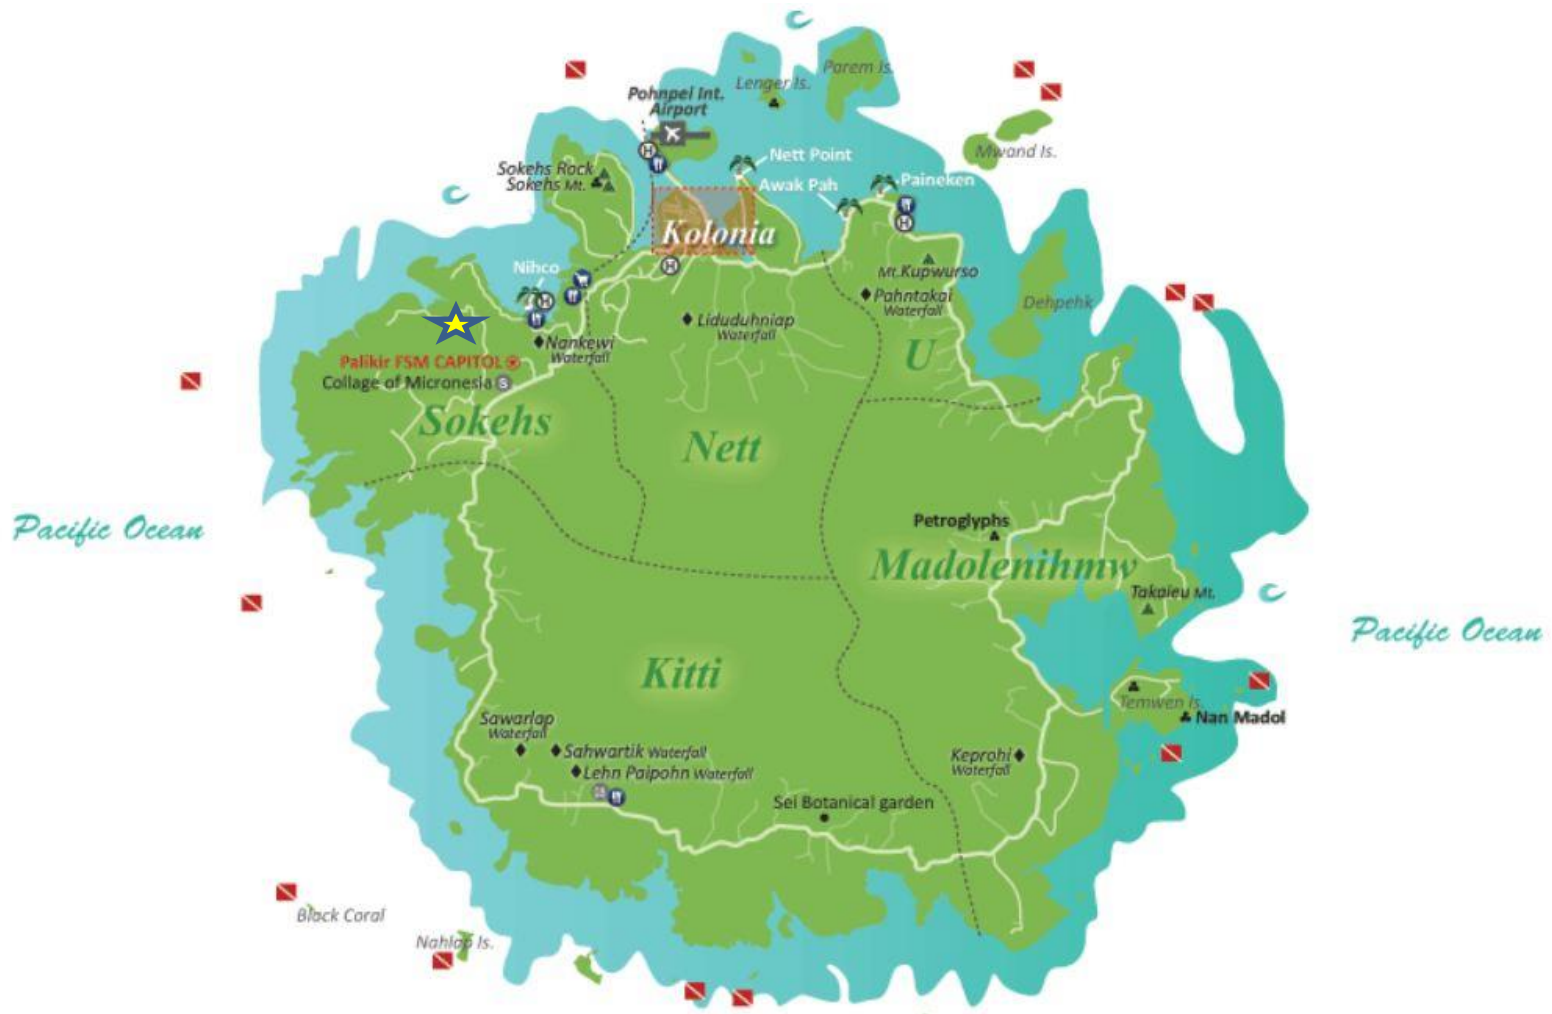 Parem Is.
Lenger Is.
Pohnpei Int.
Airport
Mwand Is.
Nett Point
Sokehs Rock
Sokehs Mt.
Awak Pah
Paineken
Kolonia
Nihco
Mt.Kupwurso
Pahntakai
Waterfall
Dehpehk
Liduduhniap
Waterfall
Nankewi
Waterfall
U
Palikir FSM CAPITOL
Collage of Micronesia
S
Sokehs
Nett
Pacific Ocean
Petroglyphs
Madolenihmw
Takaieu Mt.
Pacific Ocean
Kitti
Temwen Is.
Nan Madol
Sawarlap
Waterfall
Sahwartik Waterfall
Lehn Paipohn Waterfall
Keprohi
Waterfall
Sei Botanical garden
Black Coral
Nahlap Is.
H
H
H
H